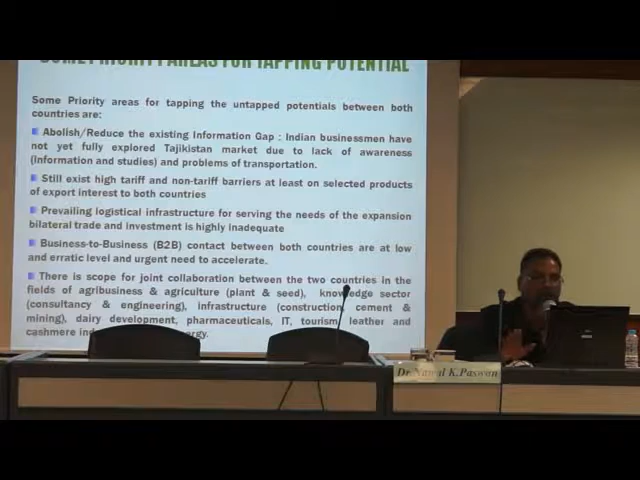 SOME PRIORITY AREAS FOR TAPPING POTENTIAL
Some Priority areas for tapping the untapped potentials between both
countries are:
Abolish/Reduce the existing Information Gap : Indian businessmen have
not yet fully explored Tajikistan market due to lack of awareness
(Information and studies) and problems of transportation.
Still exist high tariff and non-tariff barriers at least on selected products
of export interest to both countries
Prevailing logistical infrastructure for serving the needs of the expansion
bilateral trade and investment is highly inadequate
Business-to-Business (B2B) contact between both countries are at low
and erratic level and urgent need to accelerate.
There is scope for joint collaboration between the two countries in the
fields of agribusiness & agriculture (plant & seed), knowledge sector
(consultancy & engineering), infrastructure (construction, cement &
mining), dairy development, pharmaceuticals, IT, tourism, leather and
cashmere
Dr. Nawal K.Paswan